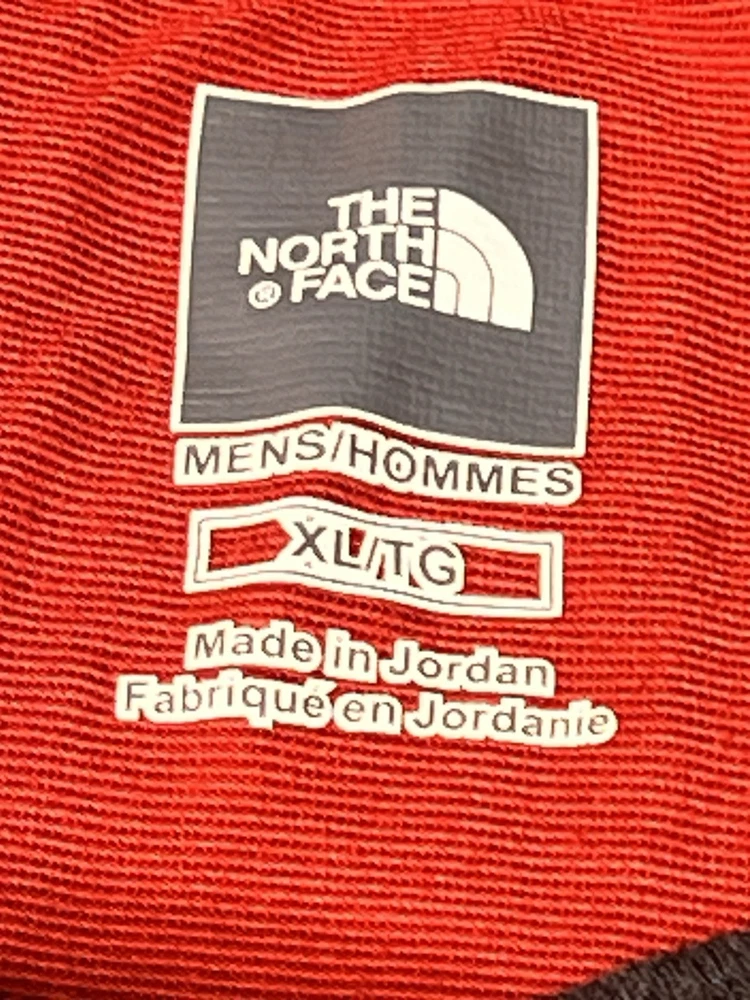 THE
NORTH
® FACE
MENS/HOMMES
XL/TG
Made in Jordan
Fabriqué en Jordanie